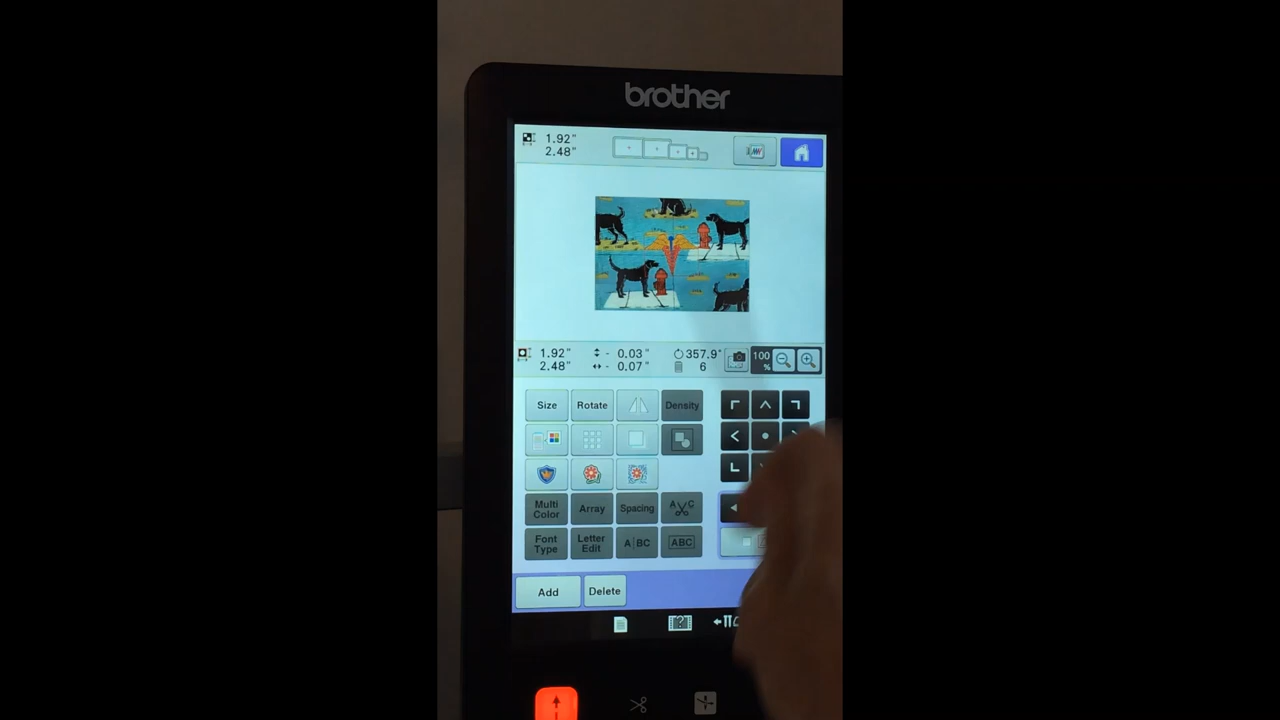 brother
1.92"
2.48"
1.92" - 0.03" 357.9°
2.48" - 0.07" 6
100
%
Size Rotate Density
Multi
Color
Array
Spacing
A C
Font
Type
Letter
Edit
A|BC
ABC
Add
Delete